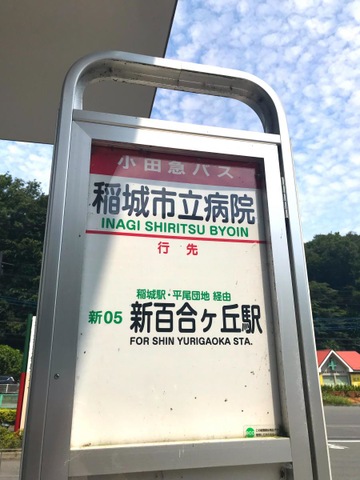 小田急バス
稲城市立病院
INAGI SHIRITSU BYOIN
行先
稲城駅・平尾団地 経由
新05 新百合ヶ丘駅
FOR SHIN YURIGAOKA STA.